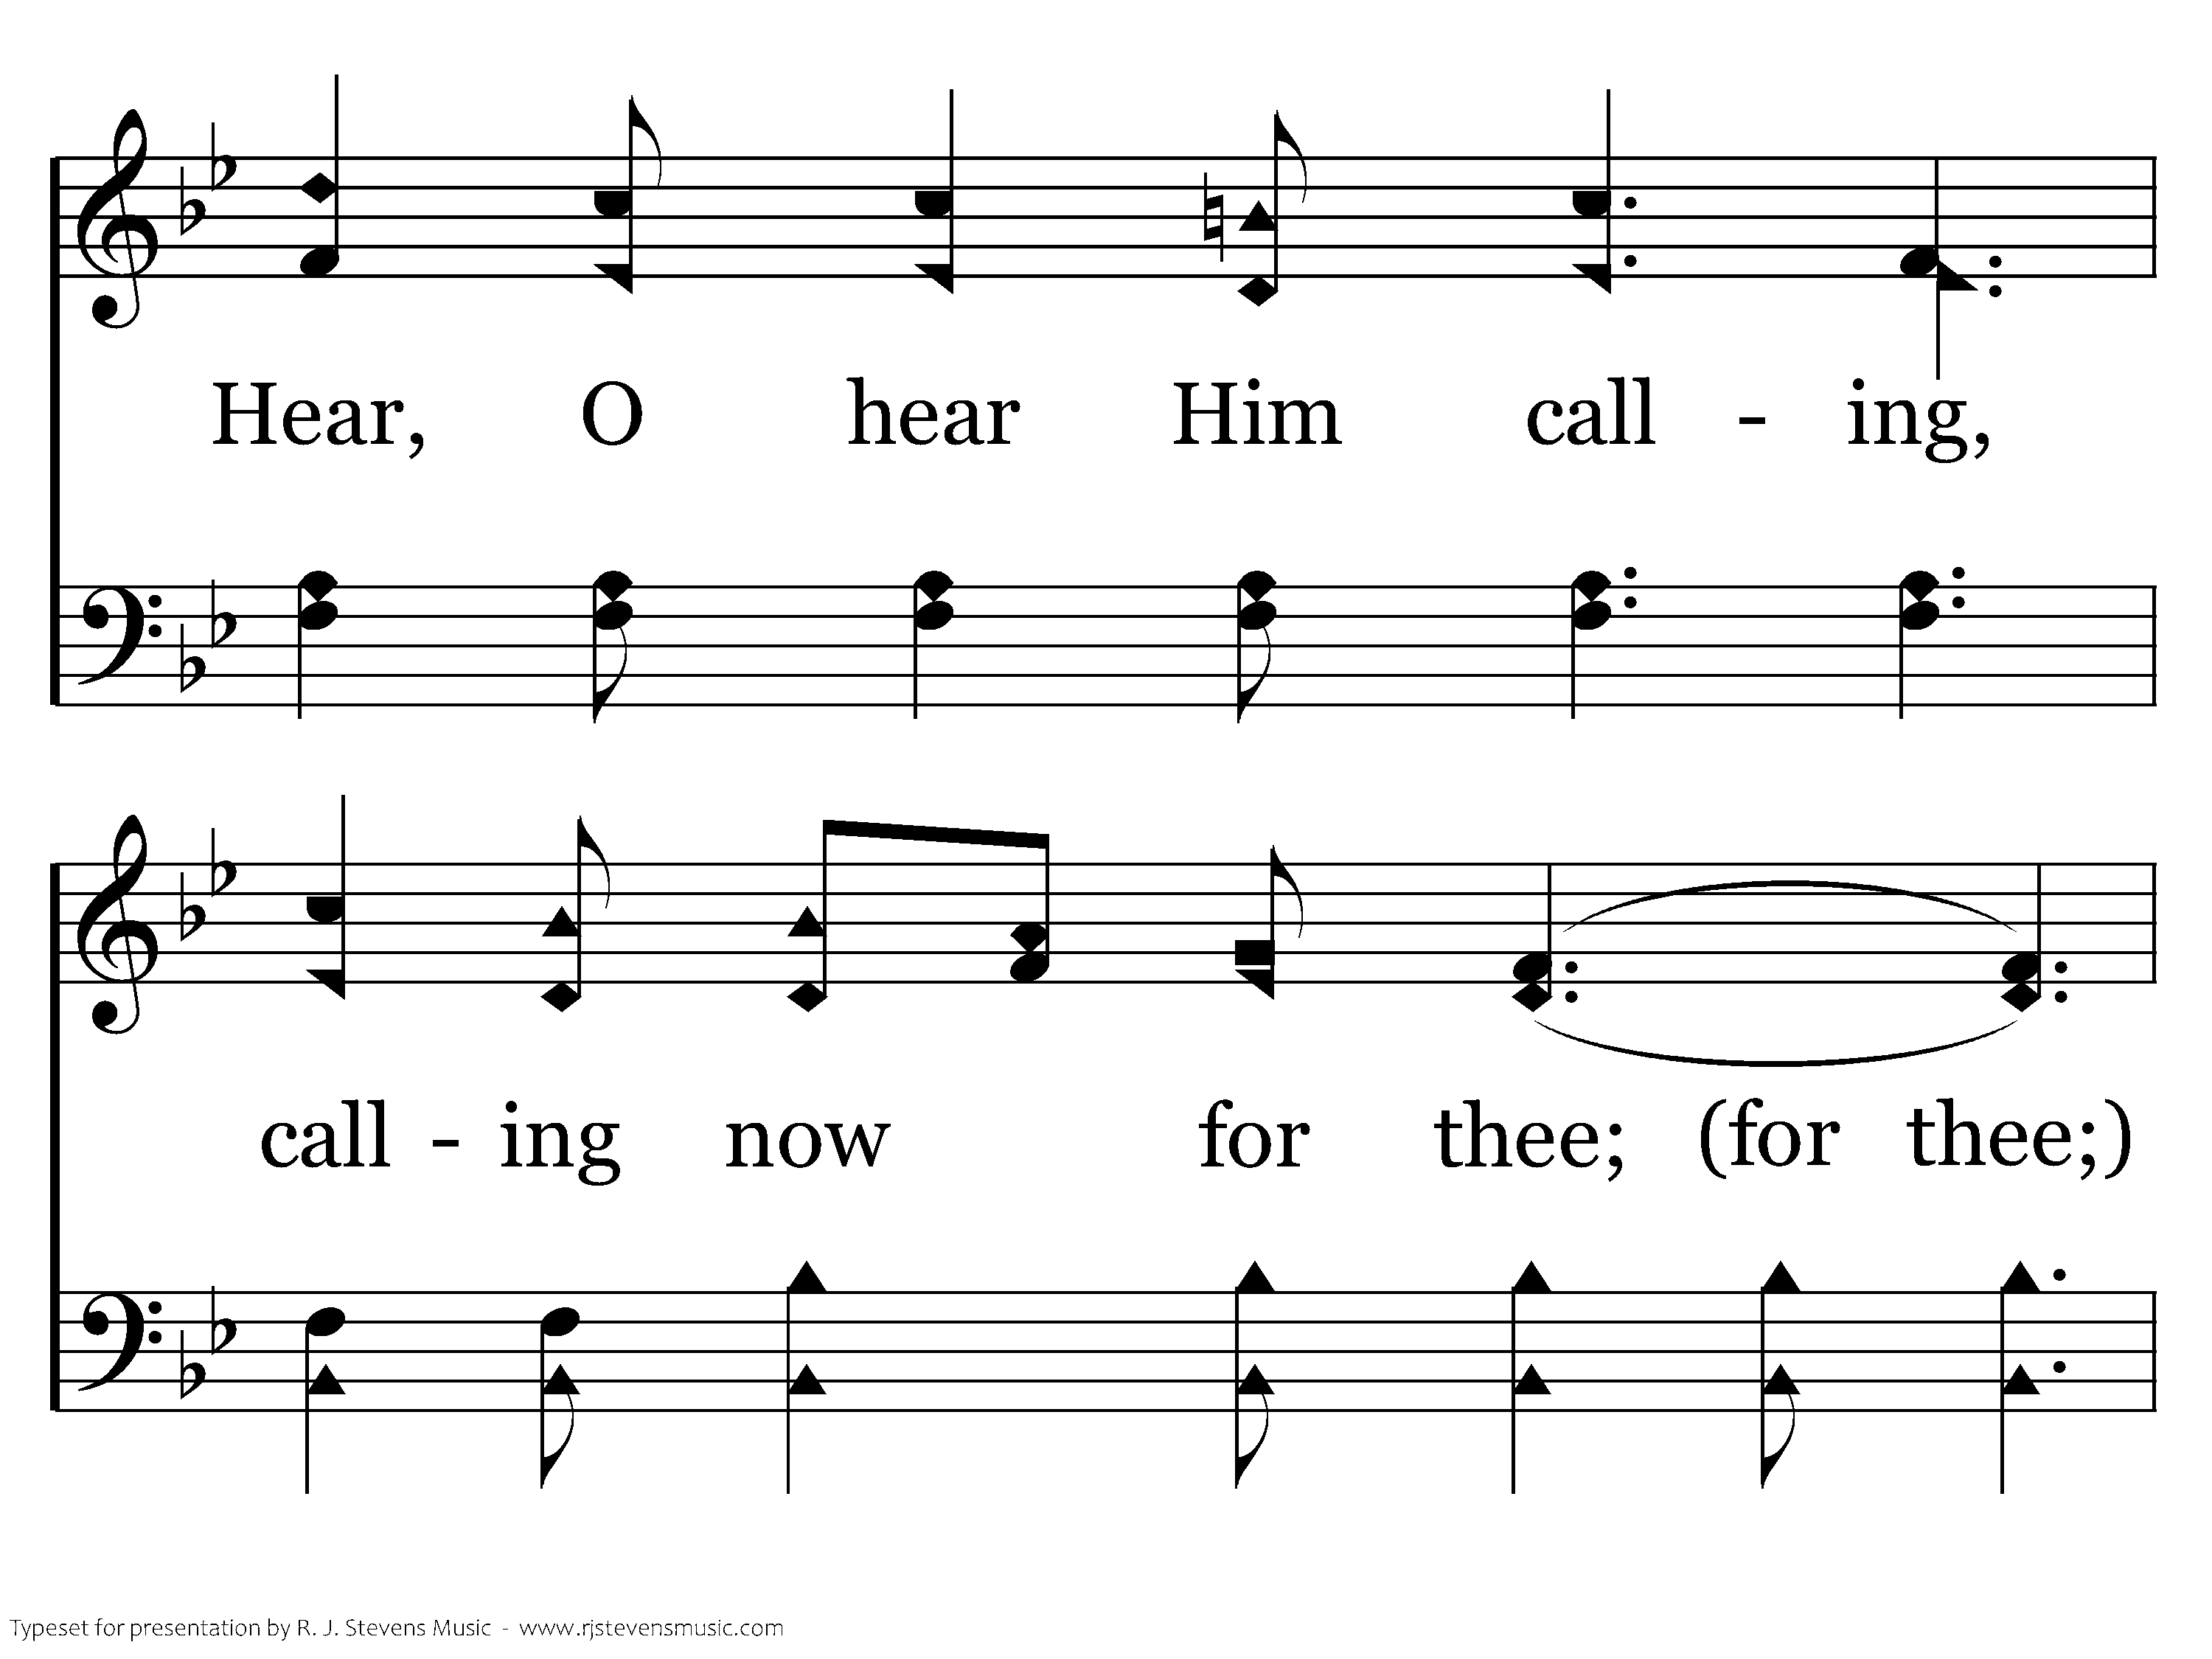 Hear, O hear Him call - ing,
call - ing now for thee; (for thee;)
Typeset for presentation by R. J. Stevens Music - www.rjstevensmusic.com